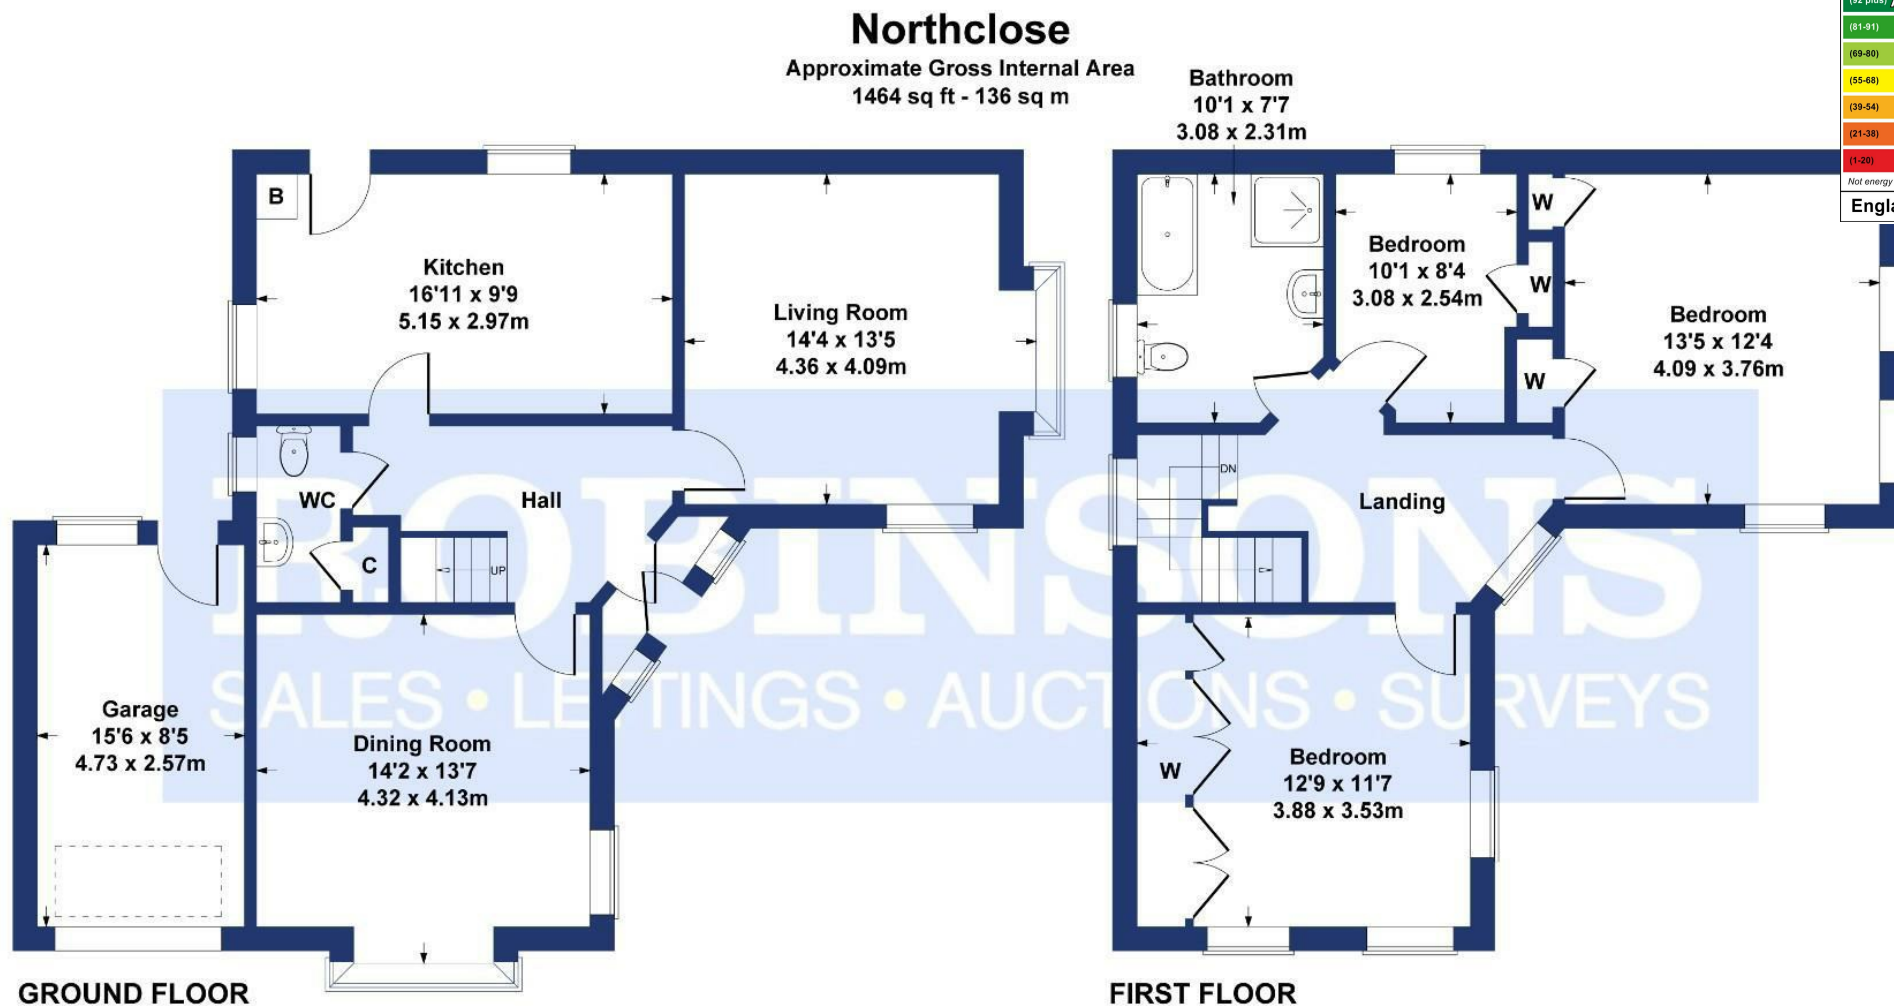 Northclose
Approximate Gross Internal Area
1464 sq ft - 136 sq m
(92 plus)
(81-91)
(69-80)
(55-68)
(39-54)
(21-38)
(1-20)
Not energy
Engla
B
Kitchen
16'11 x 9'9
5.15 x 2.97m
Living Room
14'4 x 13'5
4.36 x 4.09m
WC
Hall
C
UP
Garage
15'6 x 8'5
4.73 x 2.57m
Dining Room
14'2 x 13'7
4.32 x 4.13m
GROUND FLOOR
Bathroom
10'1 x 7'7
3.08 x 2.31m
Bedroom
10'1 x 8'4
3.08 x 2.54m
W
W
W
Bedroom
13'5 x 12'4
4.09 x 3.76m
DN
Landing
W
Bedroom
12'9 x 11'7
3.88 x 3.53m
FIRST FLOOR
ROBINSONS
SALES • LETTINGS • AUCTIONS • SURVEYS